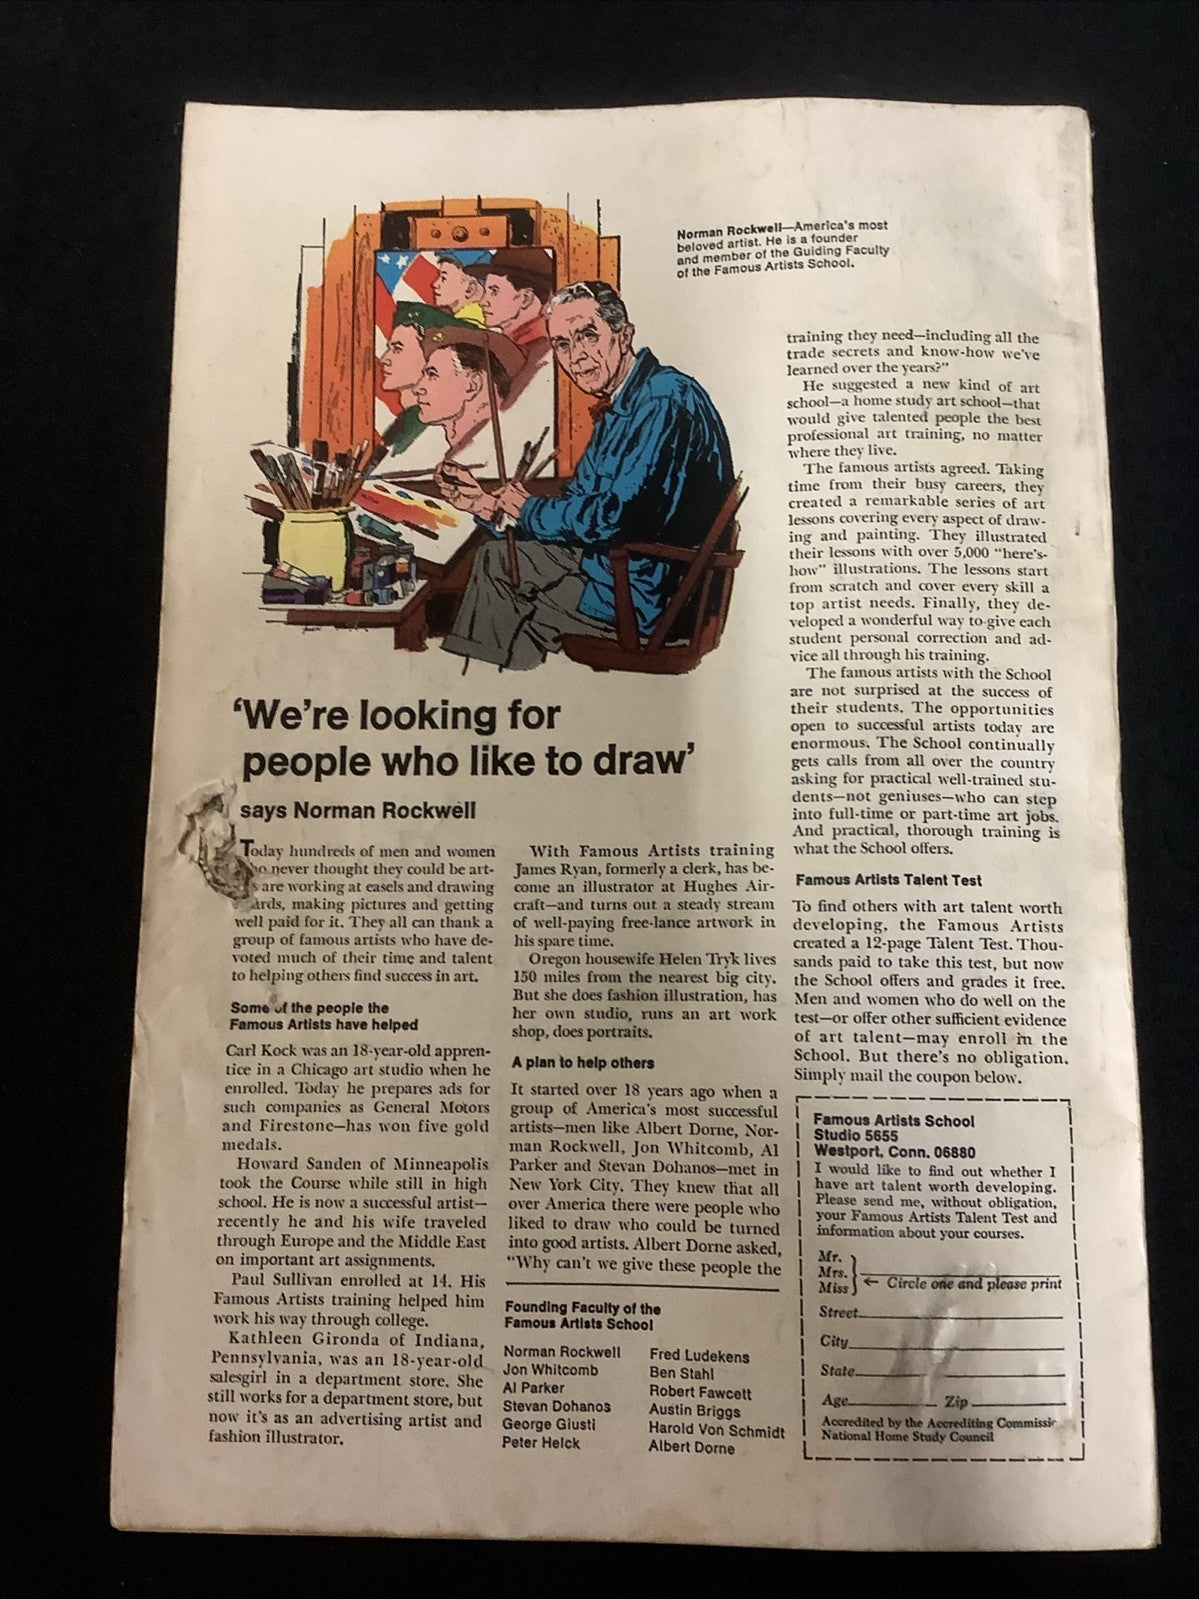 Norman Rockwell—America's most
beloved artist. He is a founder
and member of the Guiding Faculty
of the Famous Artists School.
'We're looking for
people who like to draw'
says Norman Rockwell
Today hundreds of men and women
never thought they could be art-
are working at easels and drawing
making pictures and getting
well paid for it. They all can thank a
group of famous artists who have de-
voted much of their time and talent
to helping others find success in art.
Some of the people the
Famous Artists have helped
Carl Kock was an 18-year-old appren-
tice in a Chicago art studio when he
enrolled. Today he prepares ads for
such companies as General Motors
and Firestone—has won five gold
medals.
Howard Sanden of Minneapolis
took the Course while still in high
school. He is now a successful artist—
recently he and his wife traveled
through Europe and the Middle East
on important art assignments.
Paul Sullivan enrolled at 14. His
Famous Artists training helped him
work his way through college.
Kathleen Gironda of Indiana,
Pennsylvania, was an 18-year-old
salesgirl in a department store. She
still works for a department store, but
now it's as an advertising artist and
fashion illustrator.
With Famous Artists training
James Ryan, formerly a clerk, has be-
come an illustrator at Hughes Air-
craft—and turns out a steady stream
of well-paying free-lance artwork in
his spare time.
Oregon housewife Helen Tryk lives
150 miles from the nearest big city.
But she does fashion illustration, has
her own studio, runs an art work
shop, does portraits.
A plan to help others
It started over 18 years ago when a
group of America's most successful
artists—men like Albert Dorne, Nor-
man Rockwell, Jon Whitcomb, Al
Parker and Stevan Dohanos—met in
New York City. They knew that all
over America there were people who
liked to draw who could be turned
into good artists. Albert Dorne asked,
"Why can't we give these people the
Founding Faculty of the
Famous Artists School
Norman Rockwell
Jon Whitcomb
Al Parker
Stevan Dohanos
George Giusti
Peter Helck
Fred Ludekens
Ben Stahl
Robert Fawcett
Austin Briggs
Harold Von Schmidt
Albert Dorne
training they need—including all the
trade secrets and know-how we've
learned over the years?"
He suggested a new kind of art
school—a home study art school—that
would give talented people the best
professional art training, no matter
where they live.
The famous artists agreed. Taking
time from their busy careers, they
created a remarkable series of art
lessons covering every aspect of draw-
ing and painting. They illustrated
their lessons with over 5,000 "here's-
how" illustrations. The lessons start
from scratch and cover every skill a
top artist needs. Finally, they de-
veloped a wonderful way to give each
student personal correction and ad-
vice all through his training.
The famous artists with the School
are not surprised at the success of
their students. The opportunities
open to successful artists today are
enormous. The School continually
gets calls from all over the country
asking for practical well-trained stu-
dents—not geniuses—who can step
into full-time or part-time art jobs.
And practical, thorough training is
what the School offers.
Famous Artists Talent Test
To find others with art talent worth
developing, the Famous Artists
created a 12-page Talent Test. Thou-
sands paid to take this test, but now
the School offers and grades it free.
Men and women who do well on the
test—or offer other sufficient evidence
of art talent—may enroll in the
School. But there's no obligation.
Simply mail the coupon below.
Famous Artists School
Studio 5655
Westport, Conn. 06880
I would like to find out whether I
have art talent worth developing.
Please send me, without obligation,
your Famous Artists Talent Test and
information about your courses.
Mr.
Mrs.
Miss ← Circle one and please print
Street
City
State
Age Zip
Accredited by the Accrediting
National Home Study Council